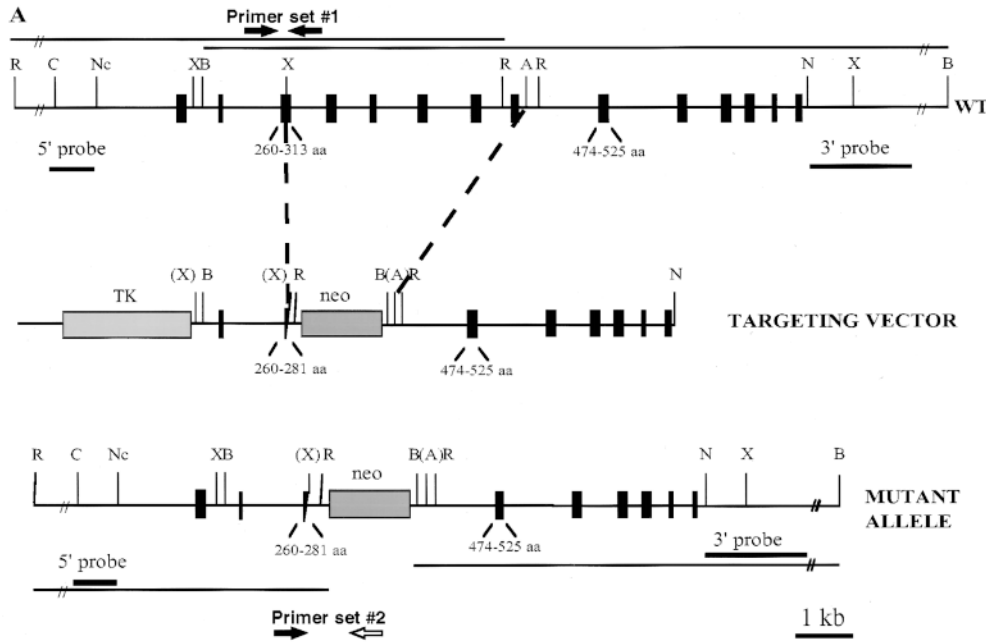 A
Primer set #1
R C Nc X B X R A R N X B
WT
5' probe
260-313 aa
474-525 aa
3' probe
(X) B (X) R B (A) R N
TK
neo
TARGETING VECTOR
260-281 aa
474-525 aa
R C Nc XB (X) R B (A) R N X B
neo
MUTANT
ALLELE
260-281 aa
474-525 aa
3' probe
5' probe
Primer set #2
1 kb